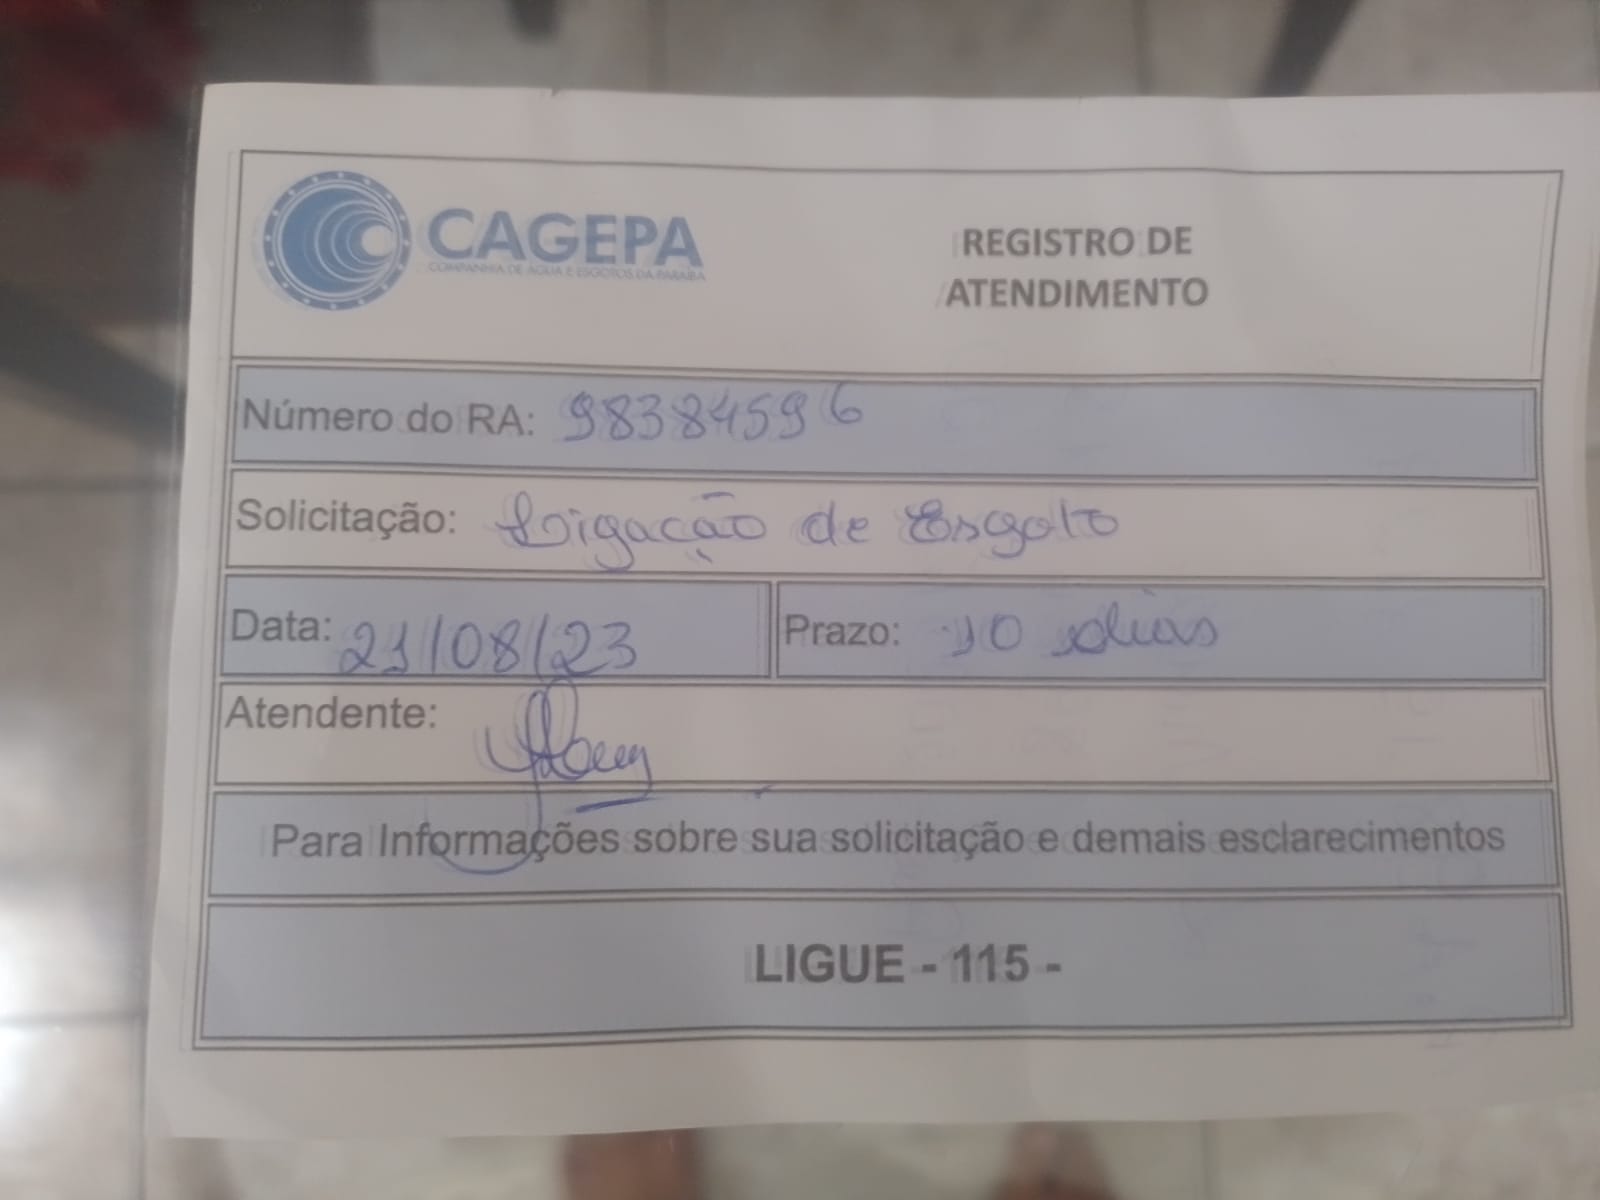 CAGEPA
COMPANHIA DE ÁGUA E ESGOTOS DA PARAÍBA
REGISTRO DE
ATENDIMENTO
Número do RA: 98384596
Solicitação: Ligação de Esgoto
Data: 21/08/23 Prazo: 10 dias
Atendente:
Para Informações sobre sua solicitação e demais esclarecimentos
LIGUE - 115 -